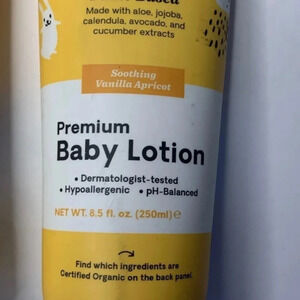 Made with aloe, jojoba,
calendula, avocado, and
cucumber extracts
Soothing
Vanilla Apricot
Premium
Baby Lotion
• Dermatologist-tested
• Hypoallergenic • pH-Balanced
NET WT. 8.5 fl. oz. (250ml) ℮
Find which ingredients are
Certified Organic on the back panel.